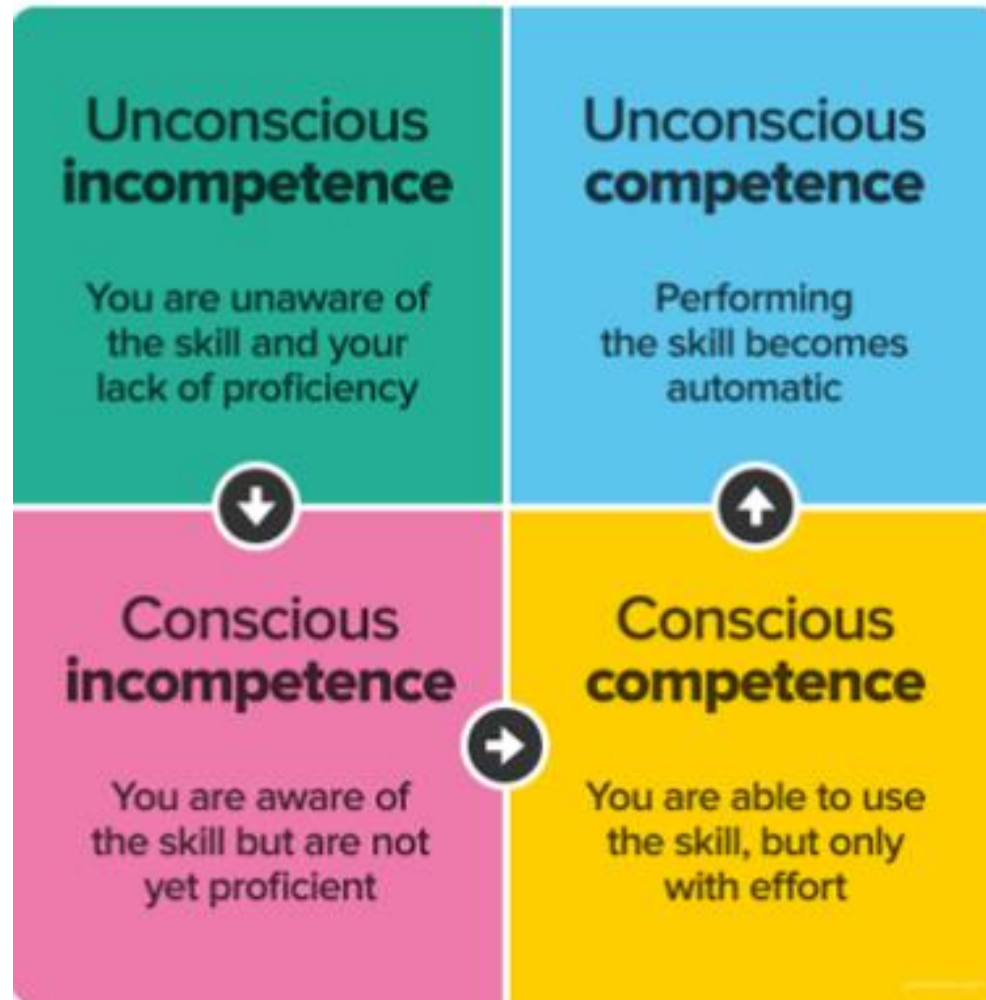 Unconscious
incompetence
You are unaware of
the skill and your
lack of proficiency
Unconscious
competence
Performing
the skill becomes
automatic
Conscious
incompetence
You are aware of
the skill but are not
yet proficient
Conscious
competence
You are able to use
the skill, but only
with effort